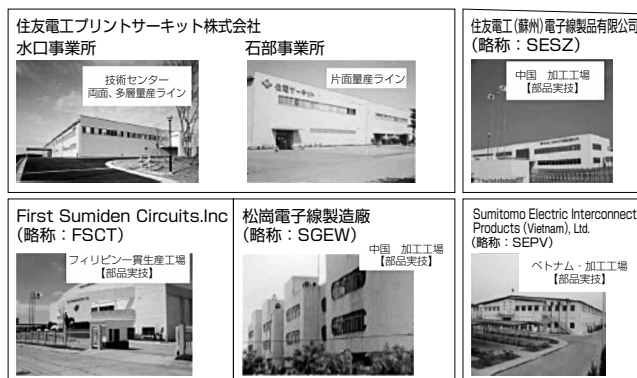 住友電工プリントサーキット株式会社
水口事業所
石部事業所
技術センター
両面、多層量産ライン
片面量産ライン
住電サーキット
住友電工(蘇州)電子線製品有限公司
(略称：SESZ)
中国 加工工場
【部品実技】
First Sumiden Circuits.Inc
(略称：FSCT)
フィリピン一貫生産工場
【部品実技】
松崗電子線製造廠
(略称：SGEW)
中国 加工工場
【部品実技】
Sumitomo Electric Interconnect
Products (Vietnam), Ltd.
(略称：SEPV)
ベトナム・加工工場
【部品実技】